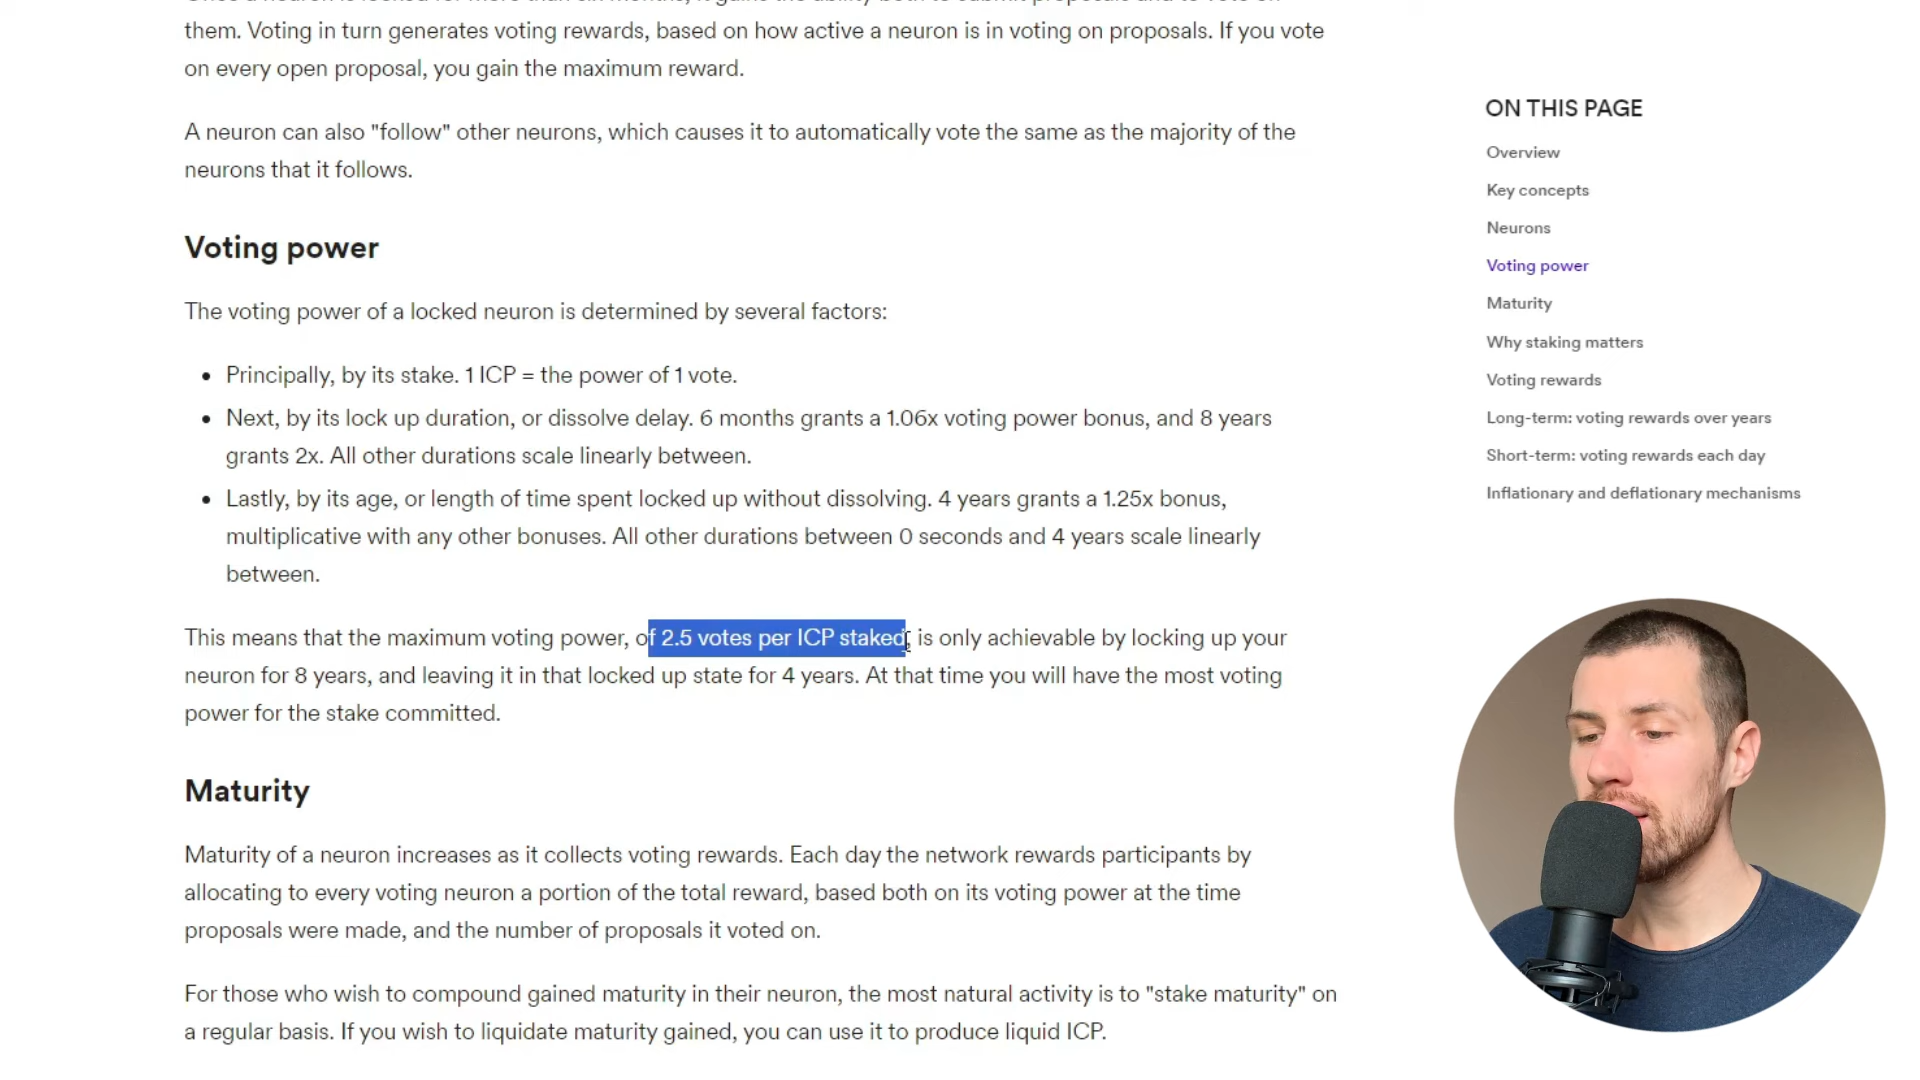 them. Voting in turn generates voting rewards, based on how active a neuron is in voting on proposals. If you vote
on every open proposal, you gain the maximum reward.
A neuron can also "follow" other neurons, which causes it to automatically vote the same as the majority of the
neurons that it follows.
Voting power
The voting power of a locked neuron is determined by several factors:
• Principally, by its stake. 1 ICP = the power of 1 vote.
• Next, by its lock up duration, or dissolve delay. 6 months grants a 1.06x voting power bonus, and 8 years
grants 2x. All other durations scale linearly between.
• Lastly, by its age, or length of time spent locked up without dissolving. 4 years grants a 1.25x bonus,
multiplicative with any other bonuses. All other durations between 0 seconds and 4 years scale linearly
between.
This means that the maximum voting power, of 2.5 votes per ICP staked, is only achievable by locking up your
neuron for 8 years, and leaving it in that locked up state for 4 years. At that time you will have the most voting
power for the stake committed.
Maturity
Maturity of a neuron increases as it collects voting rewards. Each day the network rewards participants by
allocating to every voting neuron a portion of the total reward, based both on its voting power at the time
proposals were made, and the number of proposals it voted on.
For those who wish to compound gained maturity in their neuron, the most natural activity is to "stake maturity" on
a regular basis. If you wish to liquidate maturity gained, you can use it to produce liquid ICP.
ON THIS PAGE
Overview
Key concepts
Neurons
Voting power
Maturity
Why staking matters
Voting rewards
Long-term: voting rewards over years
Short-term: voting rewards each day
Inflationary and deflationary mechanisms